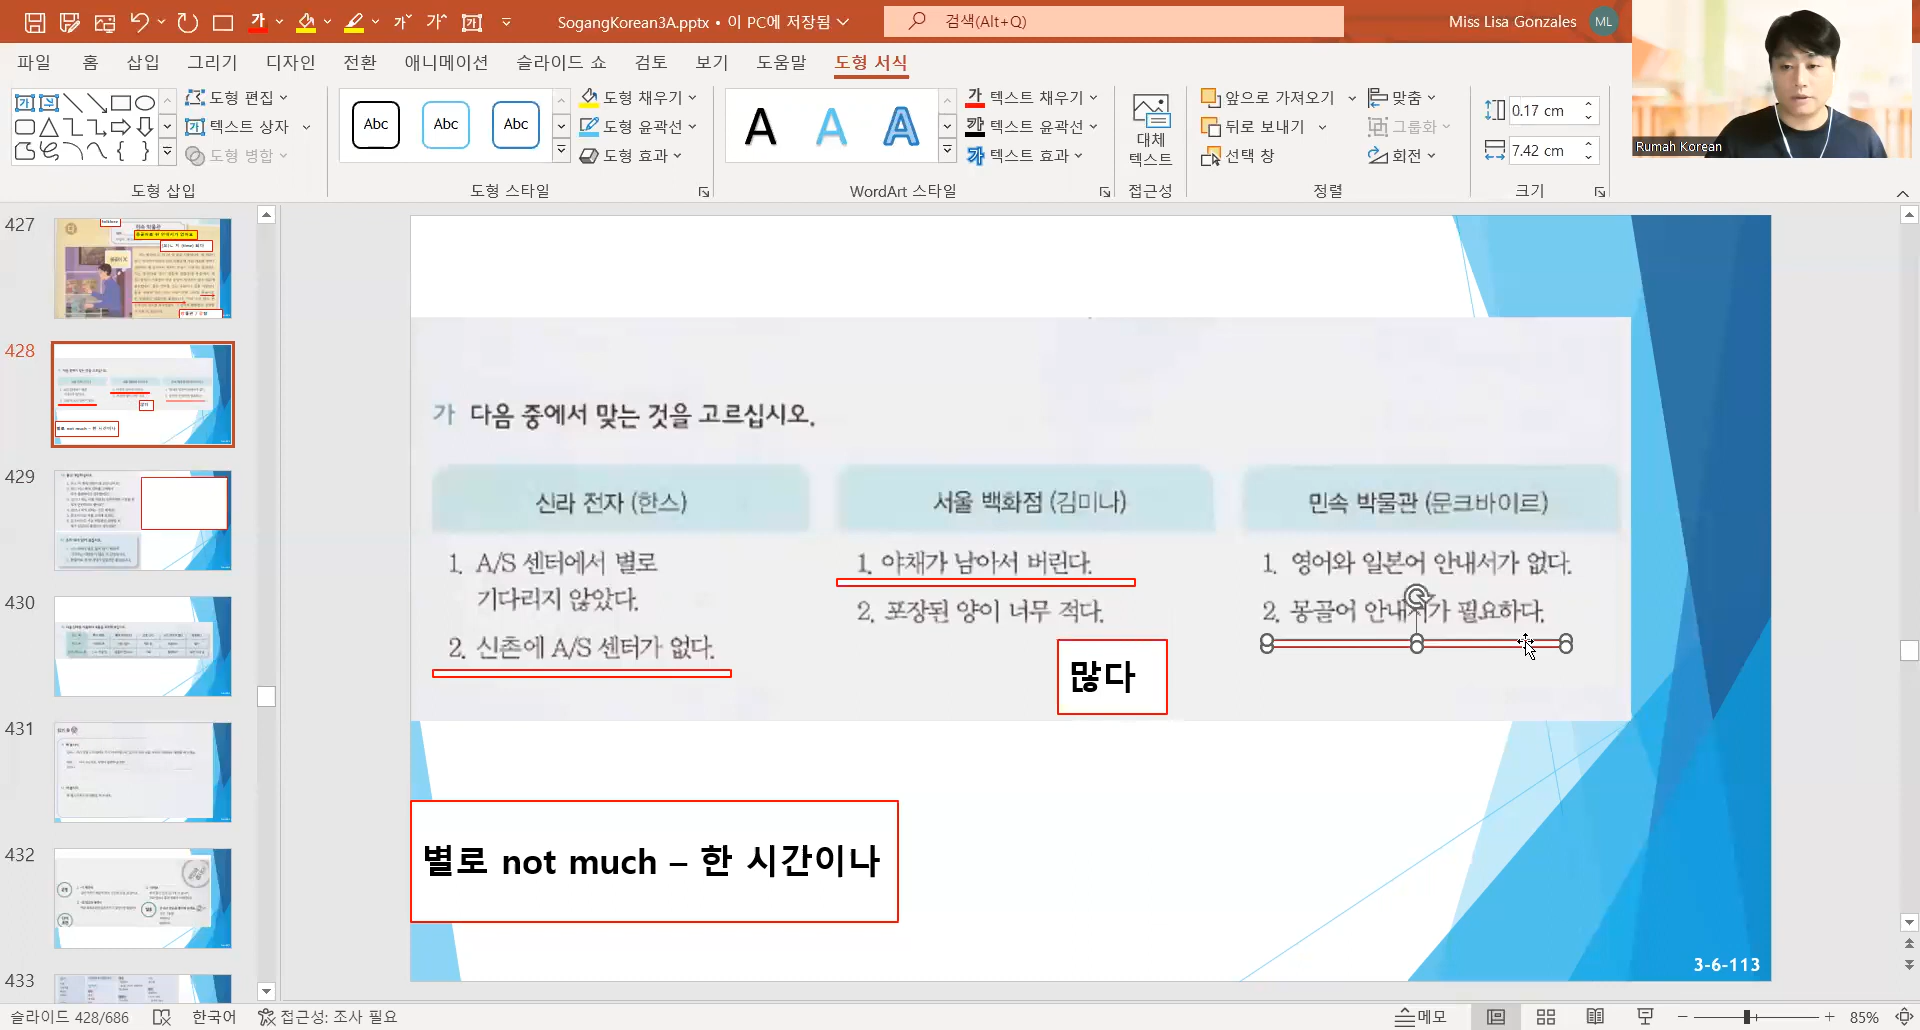 SogangKorean3A.pptx • 이 PC에 저장됨
검색(Alt+Q)
Miss Lisa Gonzales
ML
파일 홈 삽입 그리기 디자인 전환 애니메이션 슬라이드 쇼 검토 보기 도움말 도형 서식
도형 편집
텍스트 상자
도형 병합
도형 삽입
Abc Abc Abc
도형 채우기
도형 윤곽선
도형 효과
도형 스타일
A A A
텍스트 채우기
텍스트 윤곽선
텍스트 효과
WordArt 스타일
대체
텍스트
접근성
앞으로 가져오기
뒤로 보내기
선택 창
맞춤
그룹화
회전
정렬
0.17 cm
7.42 cm
크기
Rumah Korean
427
428
429
430
431
432
433
가 다음 중에서 맞는 것을 고르십시오.
신라 전자 (한스)
1. A/S 센터에서 별로
기다리지 않았다.
2. 신촌에 A/S 센터가 없다.
서울 백화점 (김미나)
1. 야채가 남아서 버린다.
2. 포장된 양이 너무 적다.
많다
민속 박물관 (문크바이르)
1. 영어와 일본어 안내서가 없다.
2. 몽골어 안내서가 필요하다.
별로 not much – 한 시간이나
3-6-113
슬라이드 428/686
한국어
접근성: 조사 필요
메모
85%